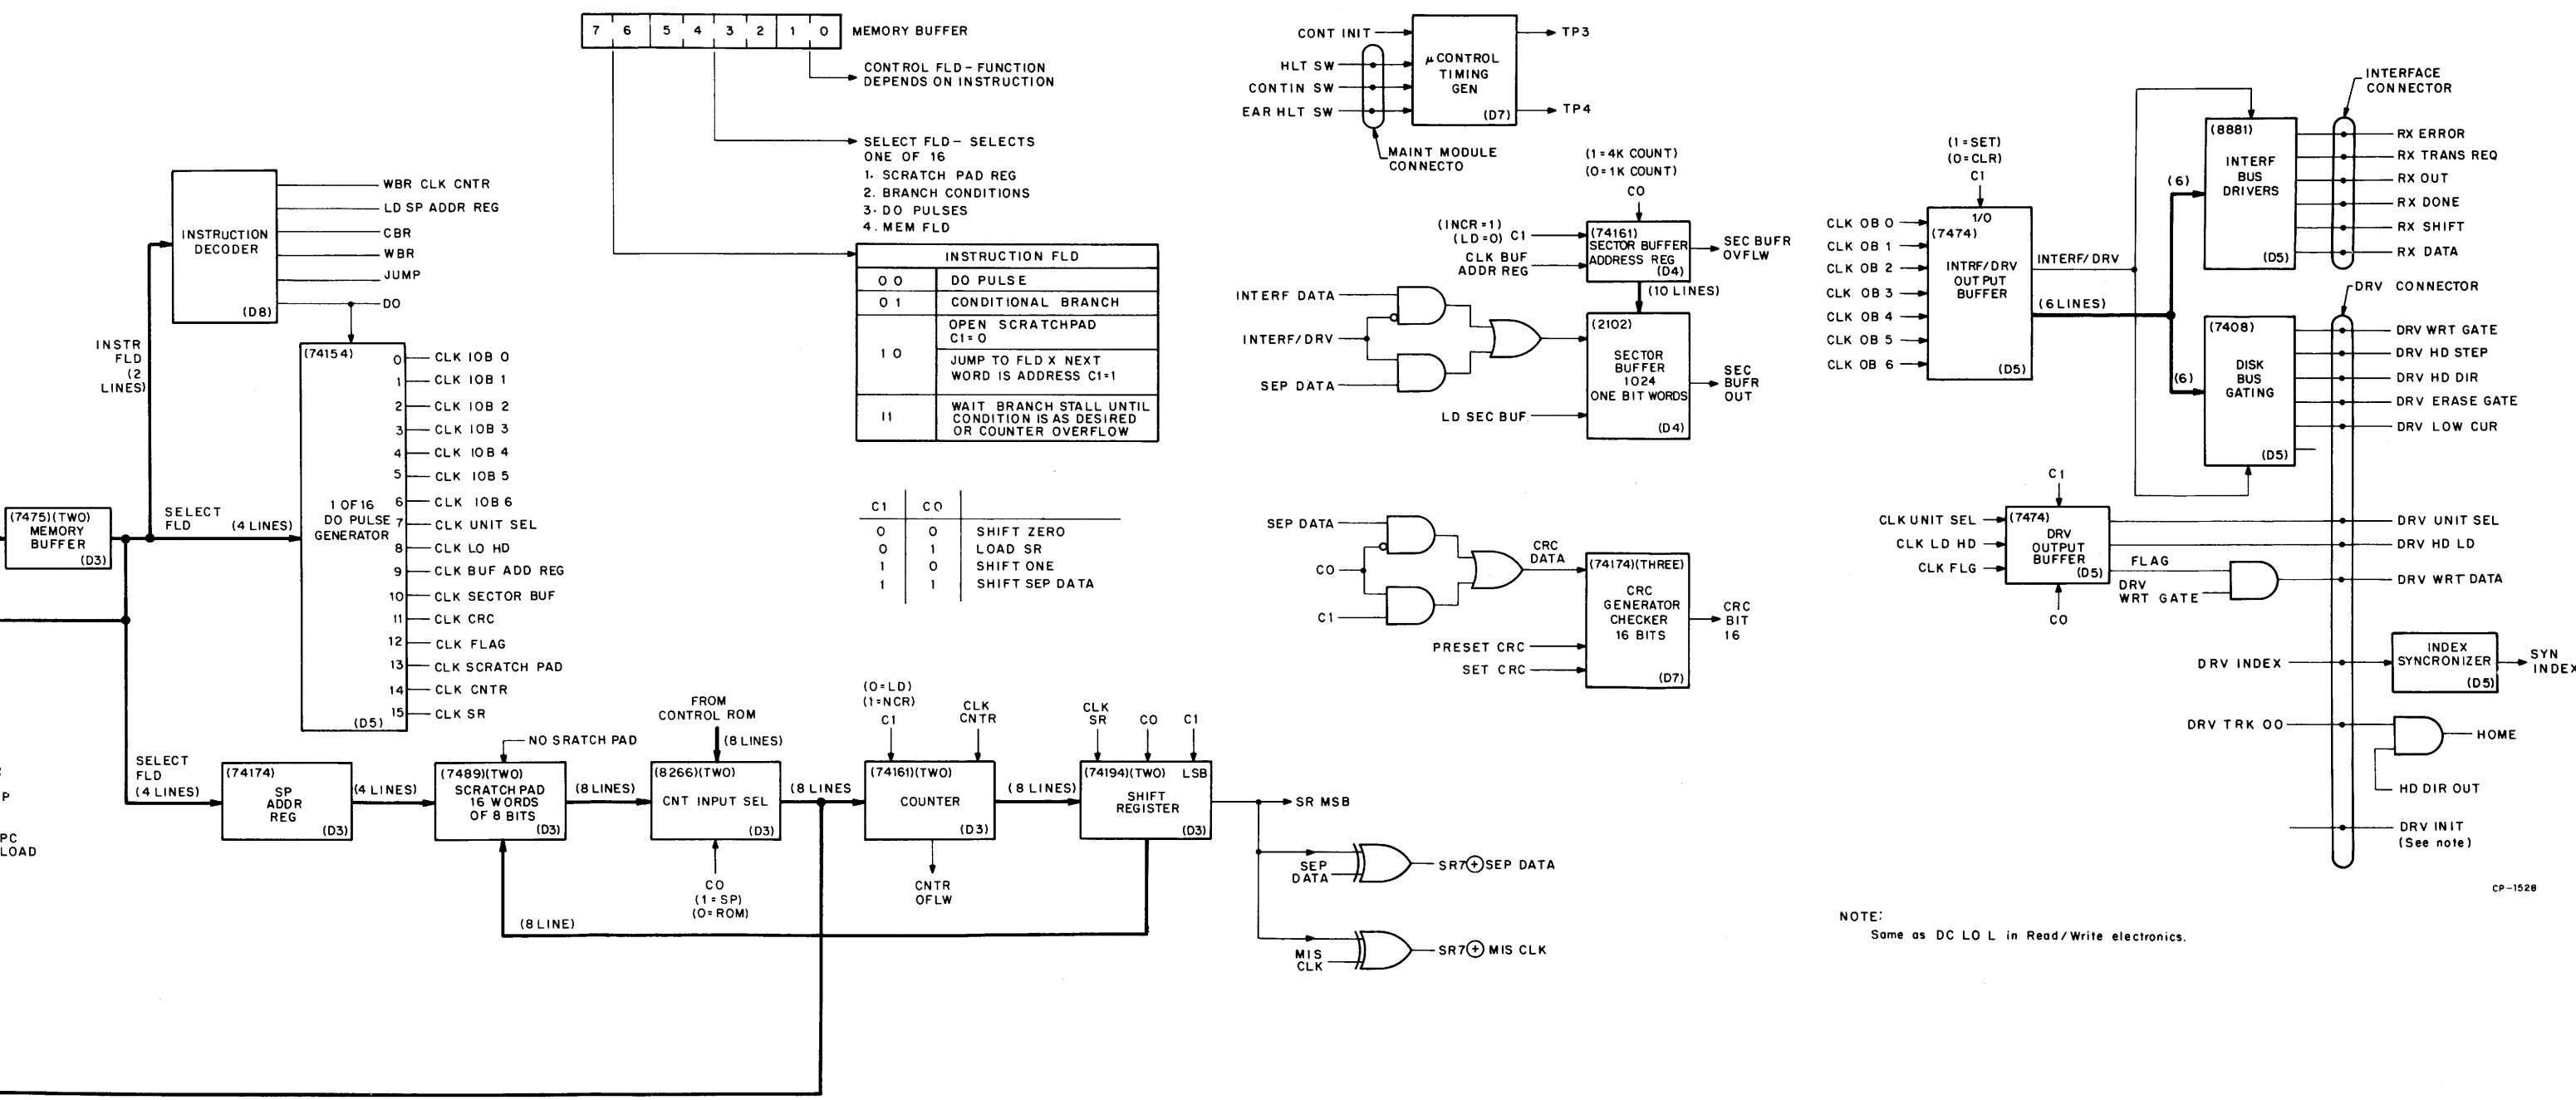 7 6 5 4 3 2 1 0 MEMORY BUFFER
CONTROL FLD - FUNCTION
DEPENDS ON INSTRUCTION
SELECT FLD - SELECTS
ONE OF 16
1. SCRATCH PAD REG
2. BRANCH CONDITIONS
3. DO PULSES
4. MEM FLD
INSTRUCTION FLD
0 0 DO PULSE
0 1 CONDITIONAL BRANCH
1 0 OPEN SCRATCHPAD
C1=0
JUMP TO FLD X NEXT
WORD IS ADDRESS C1=1
11 WAIT BRANCH STALL UNTIL
CONDITION IS AS DESIRED
OR COUNTER OVERFLOW
INSTRUCTION
DECODER
(D8)
WBR CLK CNTR
LD SP ADDR REG
CBR
WBR
JUMP
DO
INSTR
FLD
(2
LINES)
(7475)(TWO)
MEMORY
BUFFER
(D3)
SELECT
FLD
(4 LINES)
(74154)
1 OF 16
DO PULSE
GENERATOR
(D5)
0 CLK IOB 0
1 CLK IOB 1
2 CLK IOB 2
3 CLK IOB 3
4 CLK IOB 4
5 CLK IOB 5
6 CLK IOB 6
7 CLK UNIT SEL
8 CLK LO HD
9 CLK BUF ADD REG
10 CLK SECTOR BUF
11 CLK CRC
12 CLK FLAG
13 CLK SCRATCH PAD
14 CLK CNTR
15 CLK SR
C1 CO
0 0 SHIFT ZERO
0 1 LOAD SR
1 0 SHIFT ONE
1 1 SHIFT SEP DATA
P
PC
LOAD
SELECT
FLD
(4 LINES)
(74174)
SP
ADDR
REG
(D3)
(4 LINES)
NO SRATCH PAD
(7489)(TWO)
SCRATCH PAD
16 WORDS
OF 8 BITS
(D3)
(8 LINES)
FROM
CONTROL ROM
(8 LINES)
(8266)(TWO)
CNT INPUT SEL
(D3)
CO
(1=SP)
(0=ROM)
(8 LINES
(0=LD)
(1=NCR)
C1
CLK
CNTR
(74161)(TWO)
COUNTER
(D3)
CNTR
OFLW
(8 LINES)
CLK
SR
CO
C1
(74194)(TWO) LSB
SHIFT
REGISTER
(D3)
(8 LINE)
SR MSB
SEP
DATA
SR7⊕SEP DATA
MIS
CLK
SR7⊕MIS CLK
CONT INIT
HLT SW
CONTIN SW
EAR HLT SW
μCONTROL
TIMING
GEN
(D7)
TP3
TP4
MAINT MODULE
CONNECTO
(1=4K COUNT)
(0=1K COUNT)
CO
(INCR=1)
(LD=0) C1
CLK BUF
ADDR REG
(74161)
SECTOR BUFFER
ADDRESS REG
(D4)
SEC BUFR
OVFLW
(10 LINES)
INTERF DATA
INTERF/DRV
SEP DATA
LD SEC BUF
(2102)
SECTOR
BUFFER
1024
ONE BIT WORDS
(D4)
SEC
BUFR
OUT
SEP DATA
CO
C1
CRC
DATA
PRESET CRC
SET CRC
(74174)(THREE)
CRC
GENERATOR
CHECKER
16 BITS
(D7)
CRC
BIT
16
(1=SET)
(0=CLR)
C1
CLK OB 0
CLK OB 1
CLK OB 2
CLK OB 3
CLK OB 4
CLK OB 5
CLK OB 6
1/0
(7474)
INTRF/DRV
OUTPUT
BUFFER
(D5)
INTERF/DRV
(6 LINES)
(6)
(6)
(8881)
INTERF
BUS
DRIVERS
(D5)
INTERFACE
CONNECTOR
RX ERROR
RX TRANS REQ
RX OUT
RX DONE
RX SHIFT
RX DATA
DRV CONNECTOR
(7408)
DISK
BUS
GATING
(D5)
DRV WRT GATE
DRV HD STEP
DRV HD DIR
DRV ERASE GATE
DRV LOW CUR
C1
CLK UNIT SEL
CLK LD HD
CLK FLG
(7474)
DRV
OUTPUT
BUFFER
(D5)
CO
FLAG
DRV
WRT GATE
DRV UNIT SEL
DRV HD LD
DRV WRT DATA
DRV INDEX
INDEX
SYNCRONIZER
(D5)
SYN
INDEX
DRV TRK OO
HOME
HD DIR OUT
DRV INIT
(See note)
CP-1528
NOTE:
Same as DC LO L in Read/Write electronics.